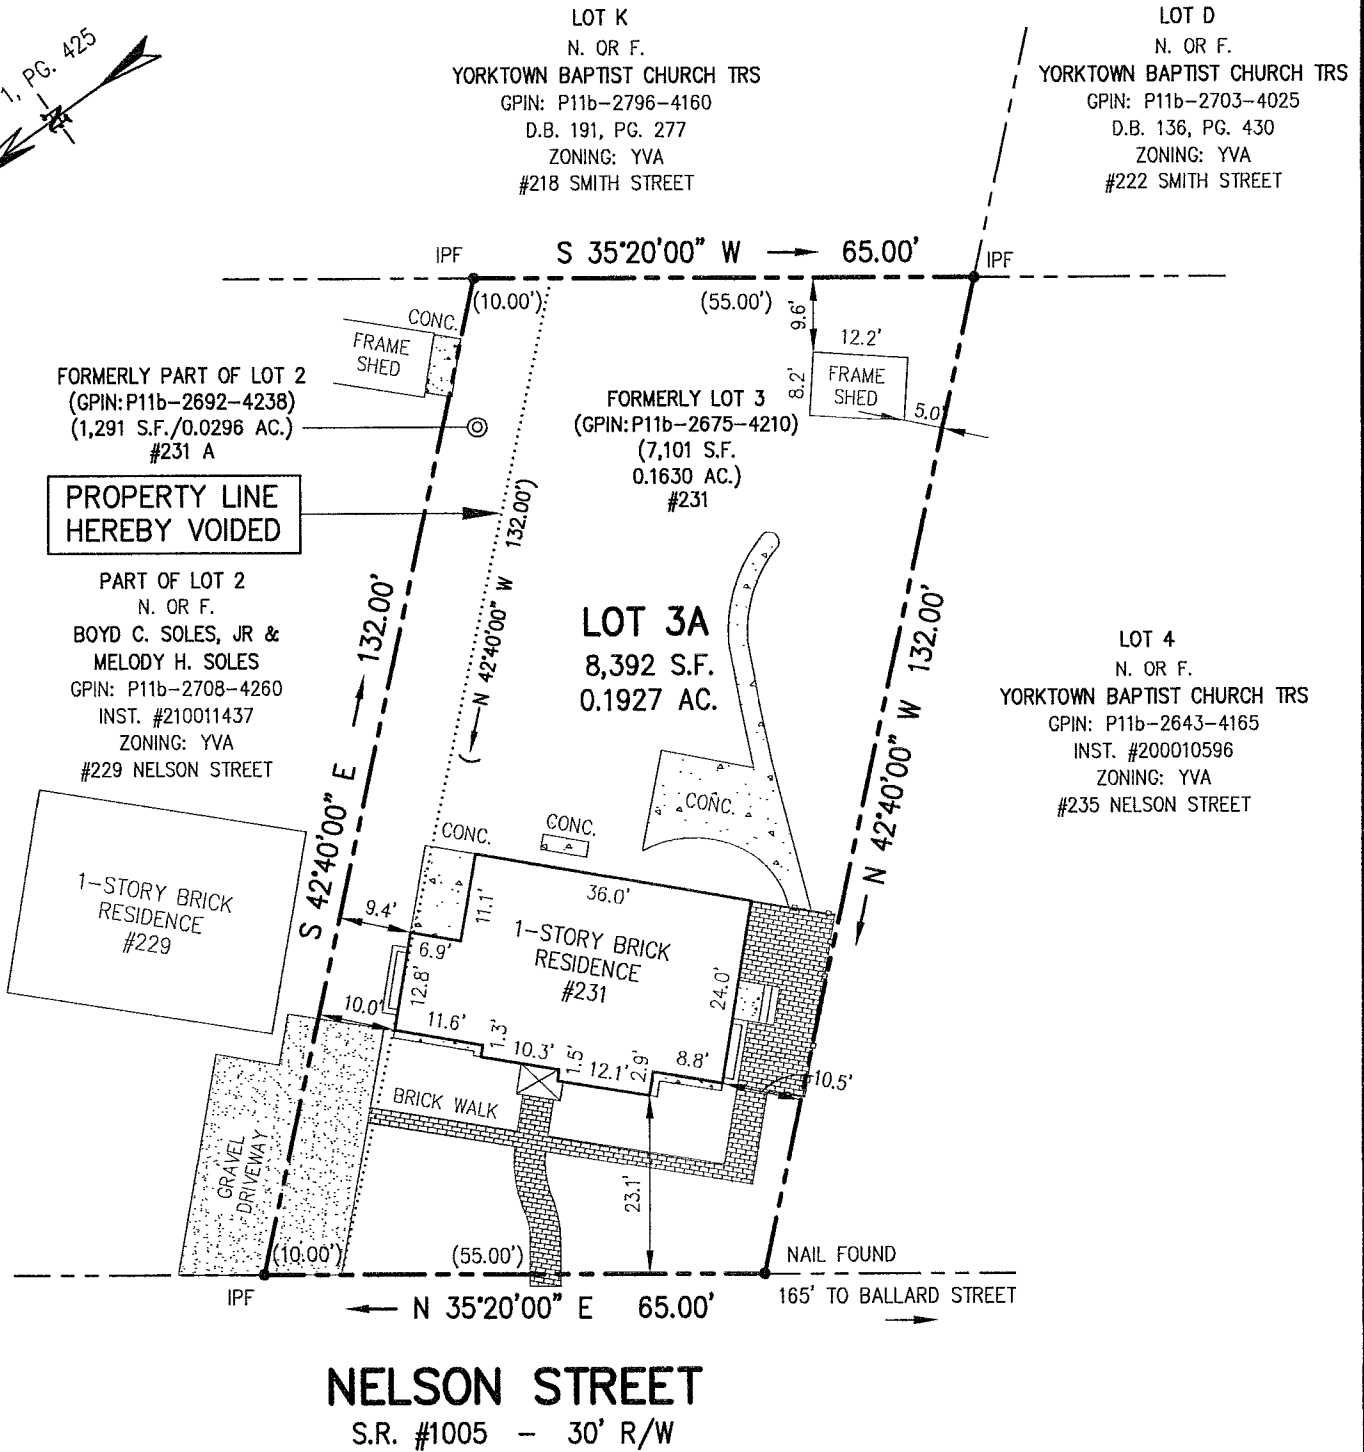 1, PG. 425
N
LOT K
N. OR F.
YORKTOWN BAPTIST CHURCH TRS
GPIN: P11b-2796-4160
D.B. 191, PG. 277
ZONING: YVA
#218 SMITH STREET
LOT D
N. OR F.
YORKTOWN BAPTIST CHURCH TRS
GPIN: P11b-2703-4025
D.B. 136, PG. 430
ZONING: YVA
#222 SMITH STREET
IPF
S 35°20'00" W
65.00'
IPF
(10.00')
(55.00')
CONC.
FRAME
SHED
9.6'
12.2'
8.2'
FRAME
SHED
5.0'
FORMERLY PART OF LOT 2
(GPIN:P11b-2692-4238)
(1,291 S.F./0.0296 AC.)
#231 A
FORMERLY LOT 3
(GPIN:P11b-2675-4210)
(7,101 S.F.
0.1630 AC.)
#231
PROPERTY LINE
HEREBY VOIDED
PART OF LOT 2
N. OR F.
BOYD C. SOLES, JR &
MELODY H. SOLES
GPIN: P11b-2708-4260
INST. #210011437
ZONING: YVA
#229 NELSON STREET
S 42°40'00" E
132.00'
(N 42°40'00" W 132.00')
LOT 3A
8,392 S.F.
0.1927 AC.
N 42°40'00" W 132.00'
LOT 4
N. OR F.
YORKTOWN BAPTIST CHURCH TRS
GPIN: P11b-2643-4165
INST. #200010596
ZONING: YVA
#235 NELSON STREET
CONC.
CONC.
CONC.
1-STORY BRICK
RESIDENCE
#229
9.4'
11.1'
36.0'
6.9'
12.8'
1-STORY BRICK
RESIDENCE
#231
24.0'
10.0'
11.6'
1.3'
10.3'
1.5'
12.1'
2.9'
8.8'
10.5'
BRICK WALK
GRAVEL
DRIVEWAY
23.1'
(10.00')
(55.00')
NAIL FOUND
IPF
N 35°20'00" E
65.00'
165' TO BALLARD STREET
NELSON STREET
S.R. #1005 - 30' R/W